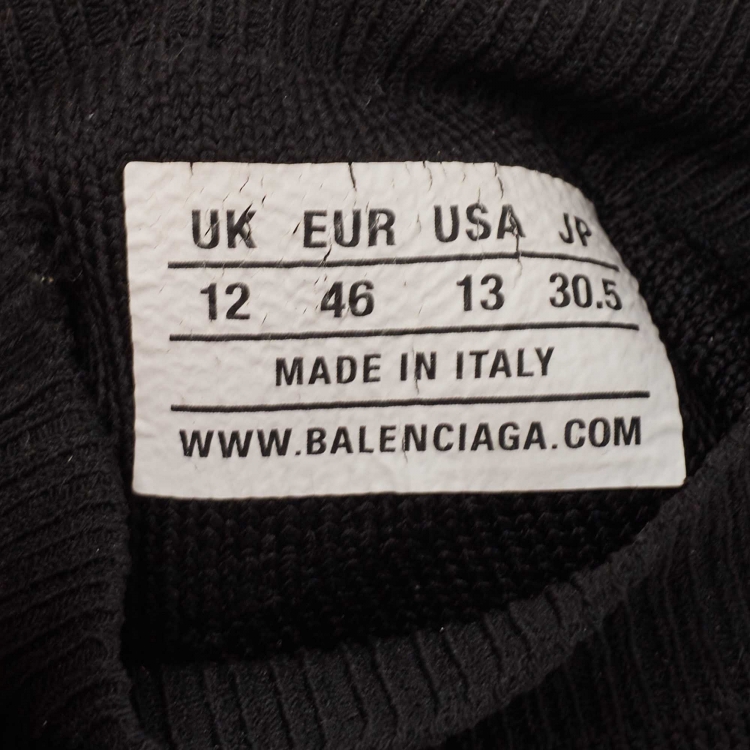 UK EUR USA JP
12 46 13 30.5
MADE IN ITALY
WWW.BALENCIAGA.COM